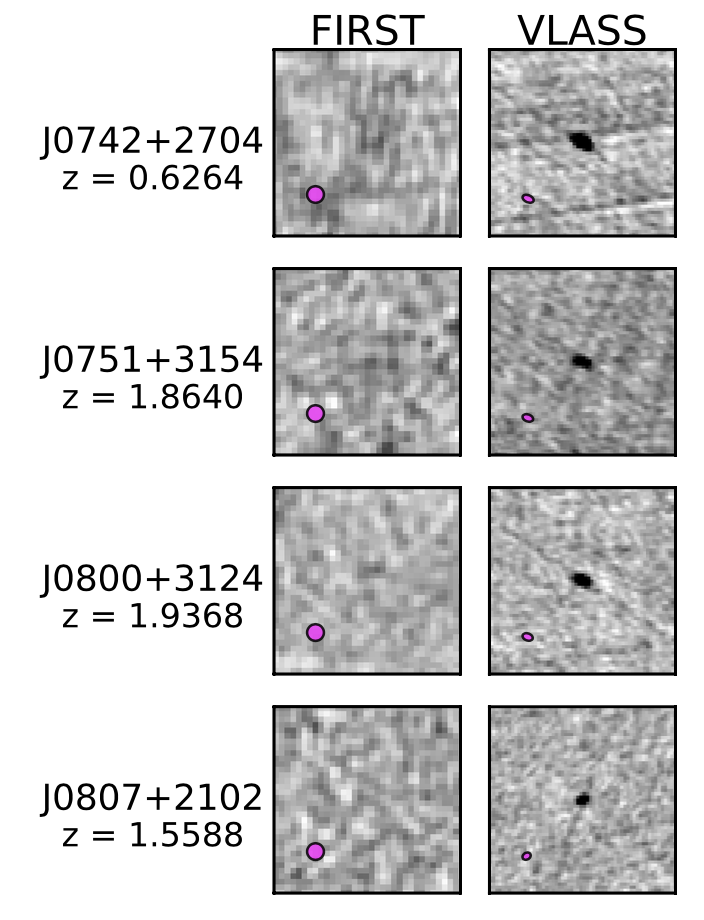 FIRST VLASS
J0742+2704
z = 0.6264
J0751+3154
z = 1.8640
J0800+3124
z = 1.9368
J0807+2102
z = 1.5588